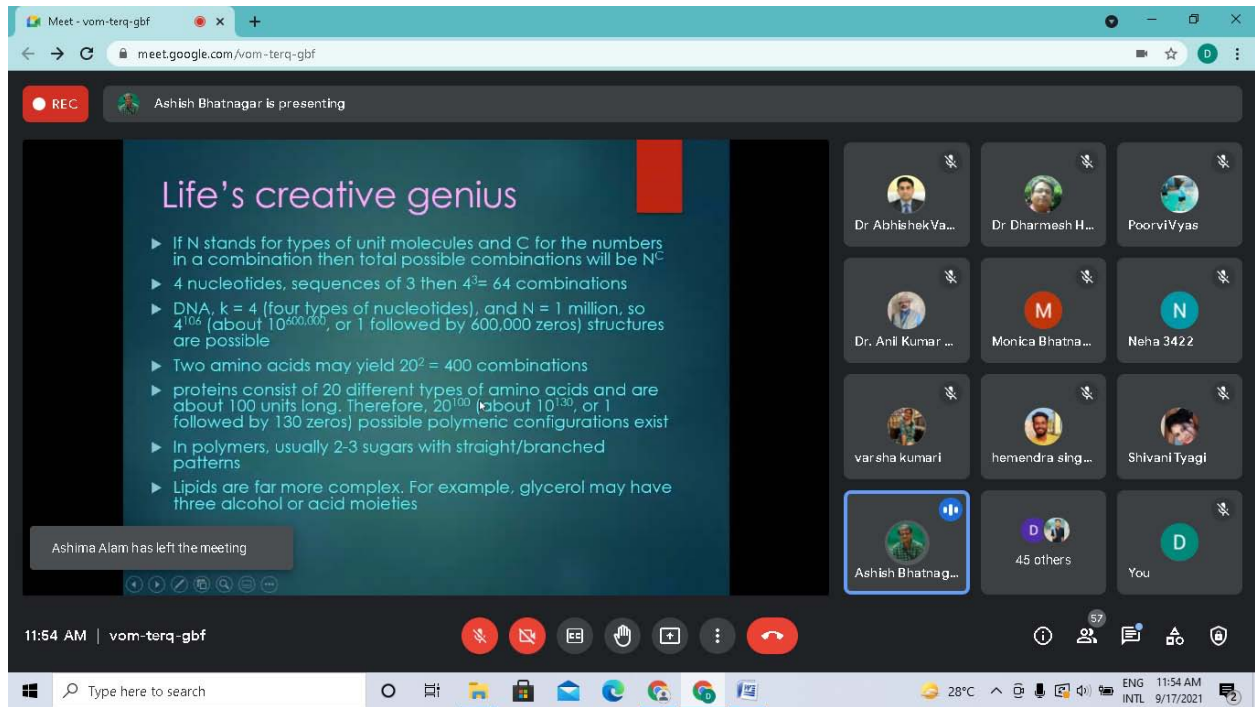 Meet - vom-terq-gbf
meet.google.com/vom-terq-gbf
D
REC
Ashish Bhatnagar is presenting
Life's creative genius
If N stands for types of unit molecules and C for the numbers
in a combination then total possible combinations will be N^C
4 nucleotides, sequences of 3 then 4³= 64 combinations
DNA, k = 4 (four types of nucleotides), and N = 1 million, so
4^106 (about 10^600,000, or 1 followed by 600,000 zeros) structures
are possible
Two amino acids may yield 20² = 400 combinations
proteins consist of 20 different types of amino acids and are
about 100 units long. Therefore, 20^100 (about 10^130, or 1
followed by 130 zeros) possible polymeric configurations exist
In polymers, usually 2-3 sugars with straight/branched
patterns
Lipids are far more complex. For example, glycerol may have
three alcohol or acid moieties
Ashima Alam has left the meeting
Dr Abhishek Va...
Dr Dharmesh H...
Poorvi Vyas
Dr. Anil Kumar ...
M
Monica Bhatna...
N
Neha 3422
varsha kumari
hemendra sing...
Shivani Tyagi
Ashish Bhatnag...
D
45 others
D
You
11:54 AM | vom-terq-gbf
57
Type here to search
28°C
ENG
INTL
11:54 AM
9/17/2021
2